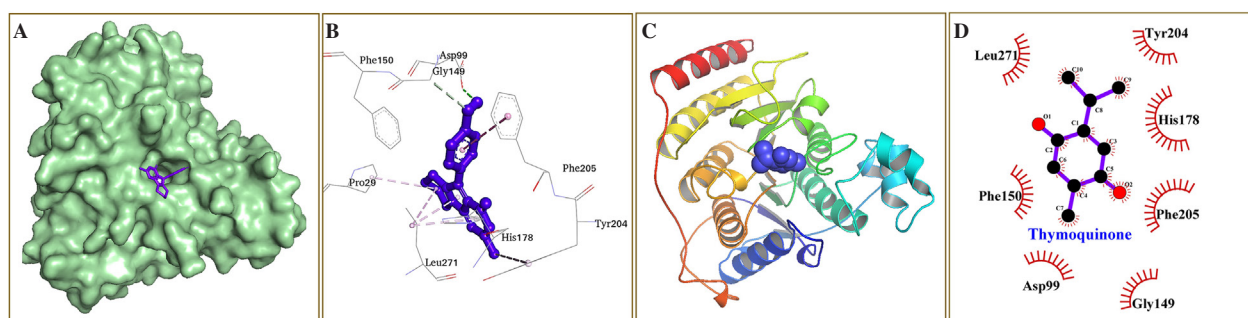 A
Phe150
Asp99
Gly149
Pro29
Phe205
Tyr204
His178
Leu271
B
C
D
Tyr204
Leu271
C10
C9
C8
His178
O1
C1
C3
C2
C6
C5
O2
C4
Phe150
C7
Phe205
Thymoquinone
Asp99
Gly149